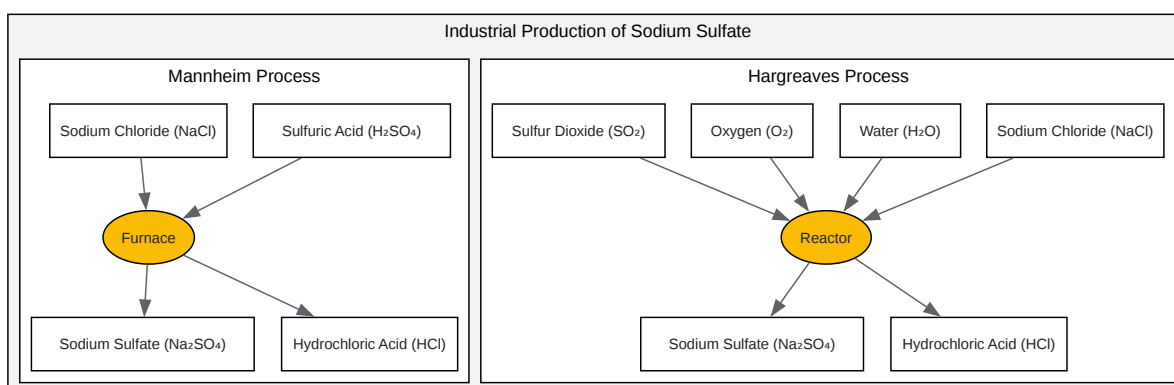 Industrial Production of Sodium Sulfate
Mannheim Process
Sodium Chloride (NaCl)
Sulfuric Acid (H₂SO₄)
Furnace
Sodium Sulfate (Na₂SO₄)
Hydrochloric Acid (HCl)
Hargreaves Process
Sulfur Dioxide (SO₂)
Oxygen (O₂)
Water (H₂O)
Sodium Chloride (NaCl)
Reactor
Sodium Sulfate (Na₂SO₄)
Hydrochloric Acid (HCl)